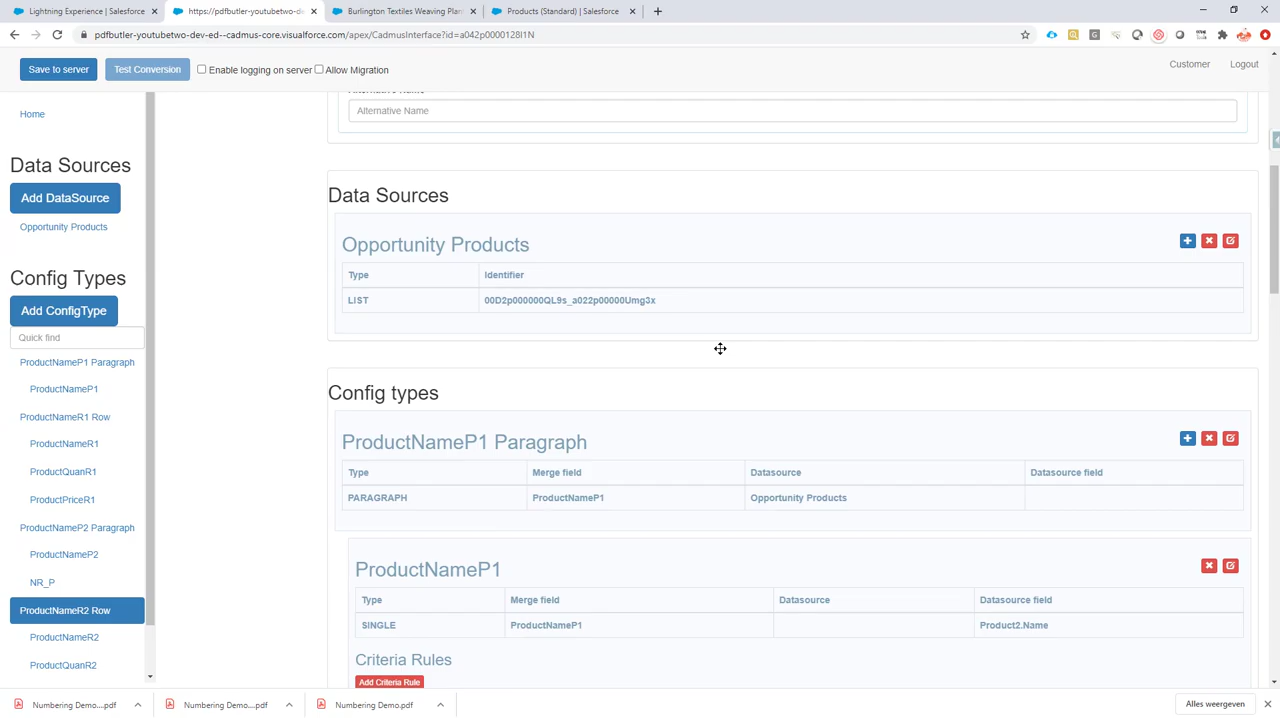 Lightning Experience | Salesforce
https://pdfbutler-youtubetwo-de
Burlington Textiles Weaving Plan
Products (Standard) | Salesforce
pdfbutler-youtubetwo-dev-ed--cadmus-core.visualforce.com/apex/CadmusInterface?id=a042p0000128I1N
Save to server
Test Conversion
Enable logging on server
Allow Migration
Customer
Logout
Home
Alternative Name
Data Sources
Add DataSource
Opportunity Products
Config Types
Add ConfigType
Quick find
ProductNameP1 Paragraph
ProductNameP1
ProductNameR1 Row
ProductNameR1
ProductQuanR1
ProductPriceR1
ProductNameP2 Paragraph
ProductNameP2
NR_P
ProductNameR2 Row
ProductNameR2
ProductQuanR2
Data Sources
Opportunity Products
Type Identifier
LIST 00D2p000000QL9s_a022p00000Umg3x
Config types
ProductNameP1 Paragraph
Type Merge field Datasource Datasource field
PARAGRAPH ProductNameP1 Opportunity Products
ProductNameP1
Type Merge field Datasource Datasource field
SINGLE ProductNameP1 Product2.Name
Criteria Rules
Add Criteria Rule
Numbering Demo....pdf
Numbering Demo....pdf
Numbering Demo.pdf
Alles weergeven